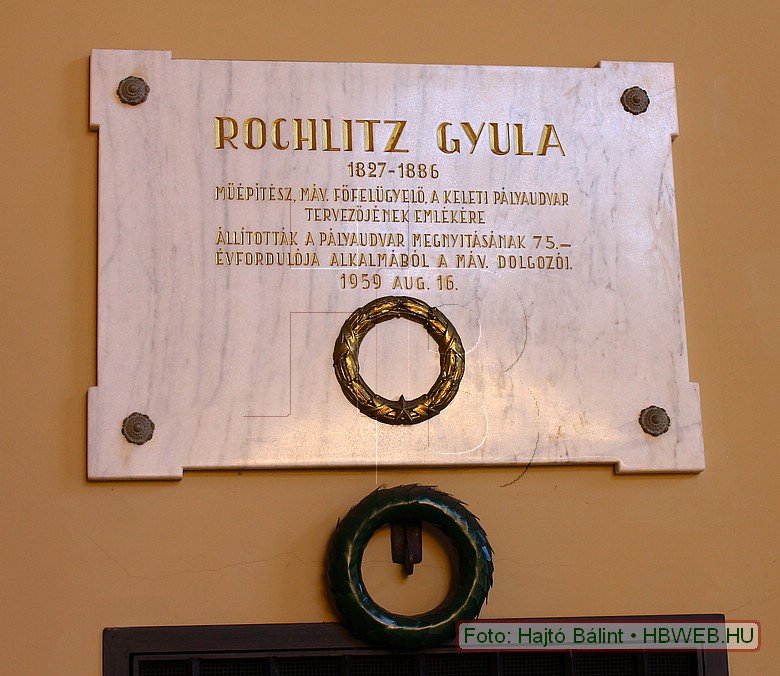 ROCHLITZ GYULA
1827-1886
MŰÉPÍTÉSZ, MÁV. FŐFELÜGYELŐ, A KELETI PÁLYAUDVAR
TERVEZŐJÉNEK EMLÉKÉRE
ÁLLÍTOTTÁK A PÁLYAUDVAR MEGNYITÁSÁNAK 75.–
ÉVFORDULÓJA ALKALMÁBÓL A MÁV. DOLGOZÓI.
1959 AUG. 16.
Foto: Hajtó Bálint • HBWEB.HU